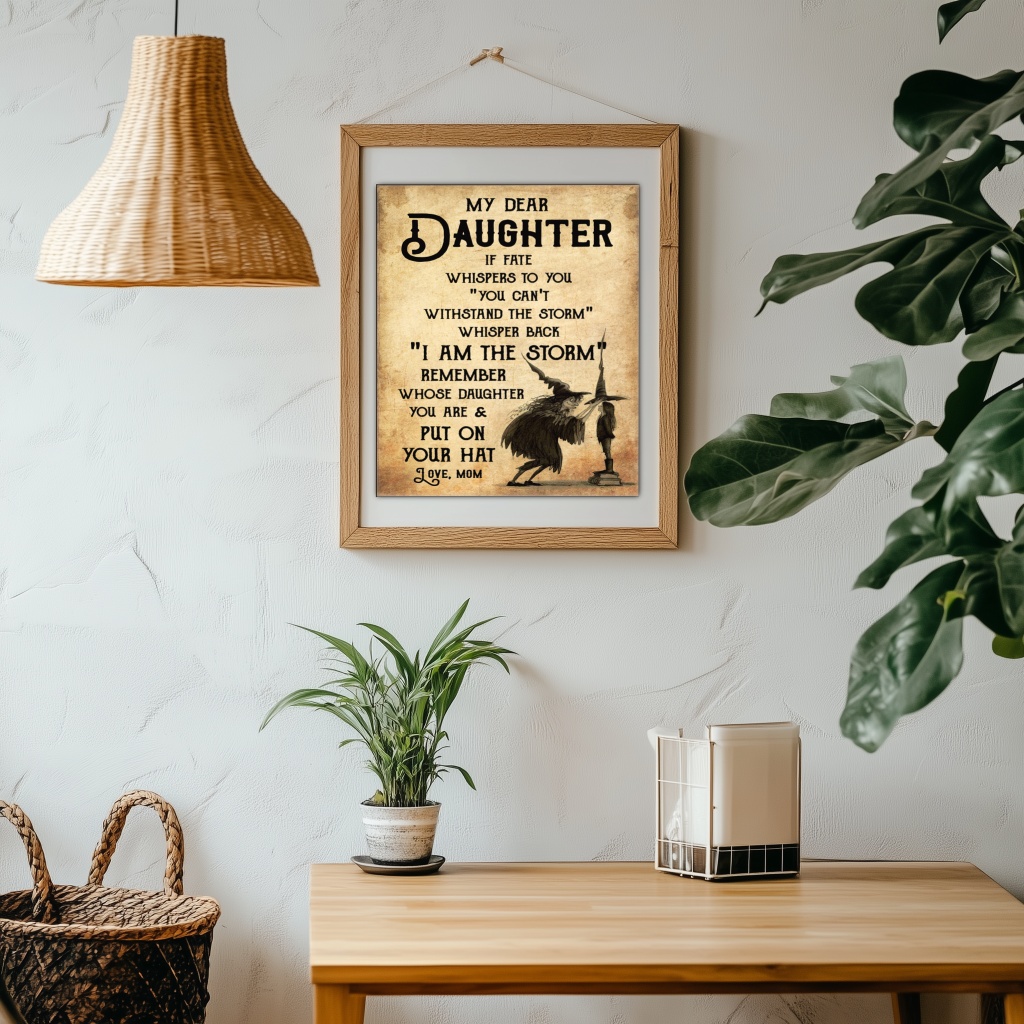 MY DEAR
DAUGHTER
IF FATE
WHISPERS TO YOU
"YOU CAN'T
WITHSTAND THE STORM"
WHISPER BACK
"I AM THE STORM"
REMEMBER
WHOSE DAUGHTER
YOU ARE &
PUT ON
YOUR HAT
LOVE, MOM